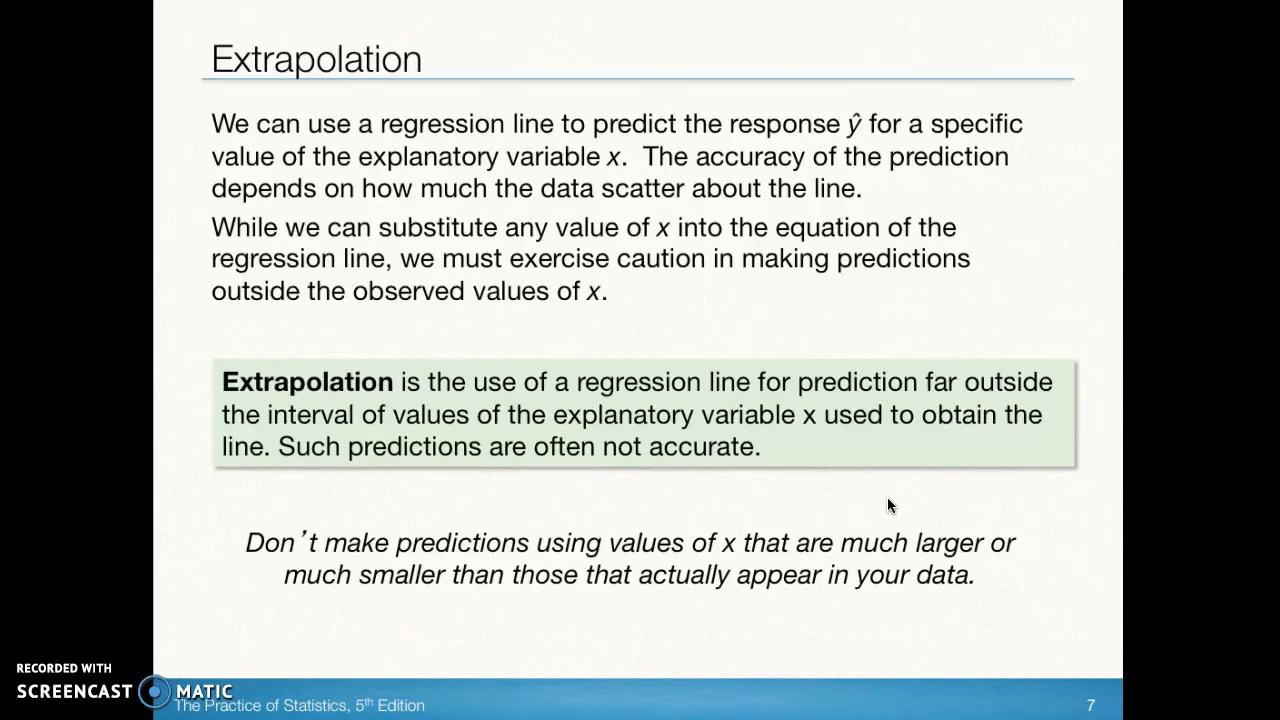 Extrapolation
We can use a regression line to predict the response ŷ for a specific
value of the explanatory variable x.  The accuracy of the prediction
depends on how much the data scatter about the line.
While we can substitute any value of x into the equation of the
regression line, we must exercise caution in making predictions
outside the observed values of x.
Extrapolation is the use of a regression line for prediction far outside
the interval of values of the explanatory variable x used to obtain the
line. Such predictions are often not accurate.
Don’t make predictions using values of x that are much larger or
much smaller than those that actually appear in your data.
RECORDED WITH
SCREENCAST MATIC
The Practice of Statistics, 5th Edition
7